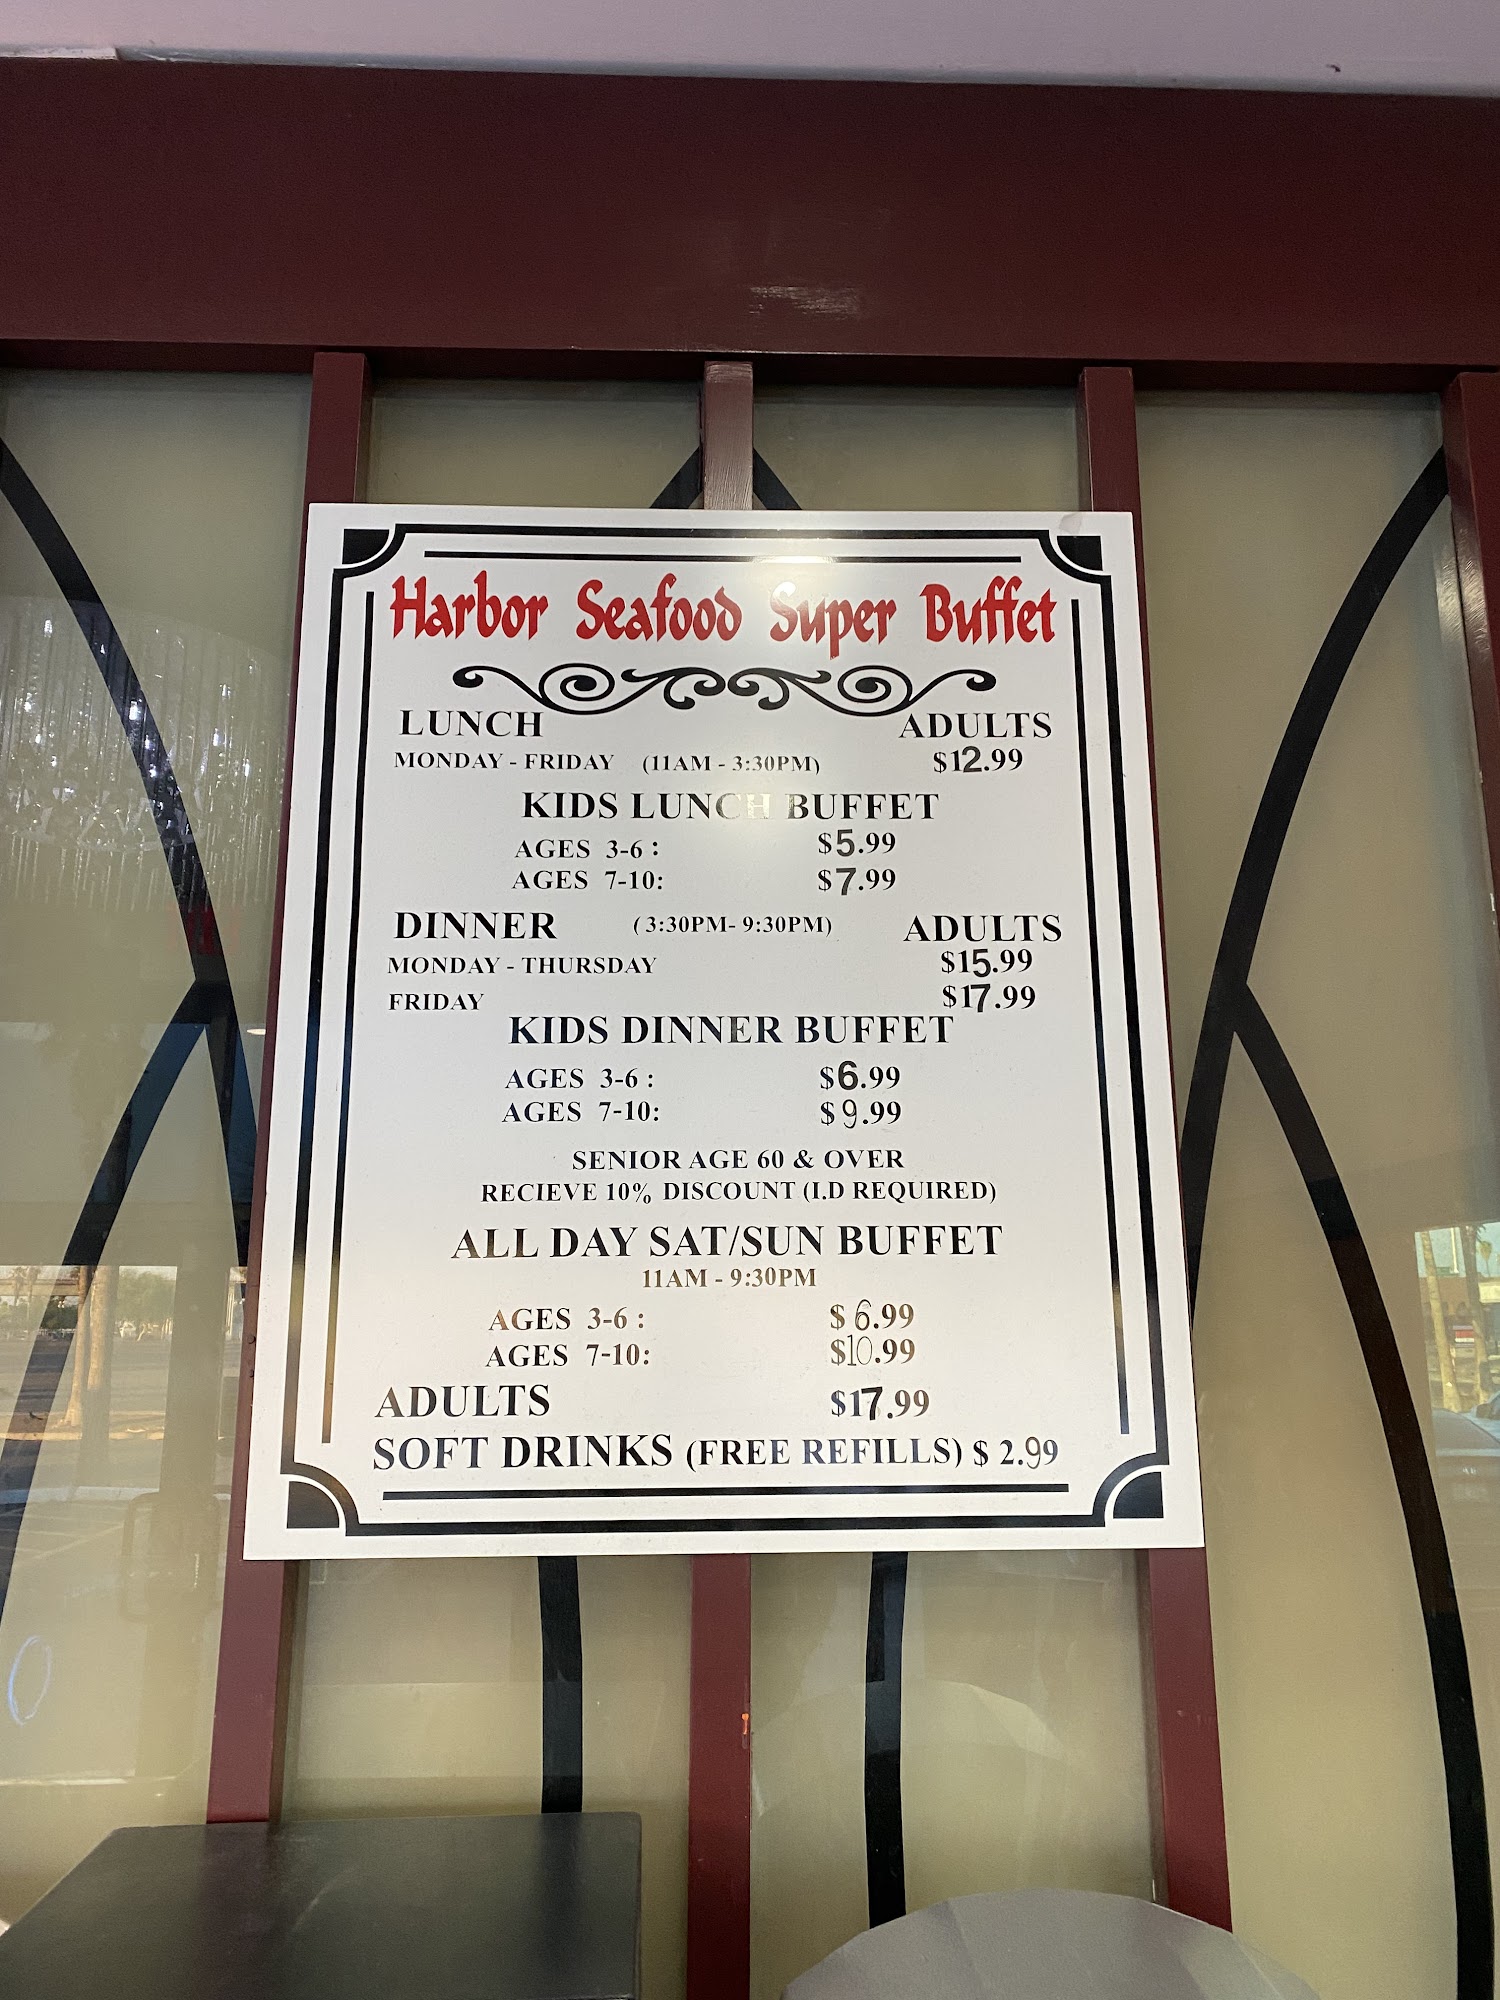 Harbor Seafood Super Buffet
LUNCH ADULTS
MONDAY - FRIDAY (11AM - 3:30PM) $12.99
KIDS LUNCH BUFFET
AGES 3-6 : $5.99
AGES 7-10: $7.99
DINNER (3:30PM- 9:30PM) ADULTS
MONDAY - THURSDAY $15.99
FRIDAY $17.99
KIDS DINNER BUFFET
AGES 3-6 : $6.99
AGES 7-10: $9.99
SENIOR AGE 60 & OVER
RECIEVE 10% DISCOUNT (I.D REQUIRED)
ALL DAY SAT/SUN BUFFET
11AM - 9:30PM
AGES 3-6 : $6.99
AGES 7-10: $10.99
ADULTS $17.99
SOFT DRINKS (FREE REFILLS) $ 2.99